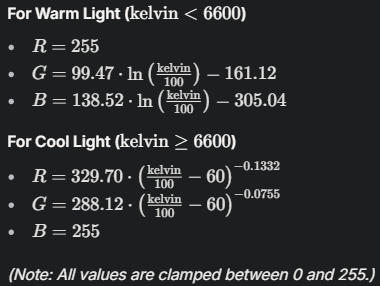 For Warm Light (kelvin < 6600)
• R = 255
• G = 99.47 · ln (kelvin/100) − 161.12
• B = 138.52 · ln (kelvin/100) − 305.04
For Cool Light (kelvin ≥ 6600)
• R = 329.70 · (kelvin/100 − 60)^−0.1332
• G = 288.12 · (kelvin/100 − 60)^−0.0755
• B = 255
(Note: All values are clamped between 0 and 255.)